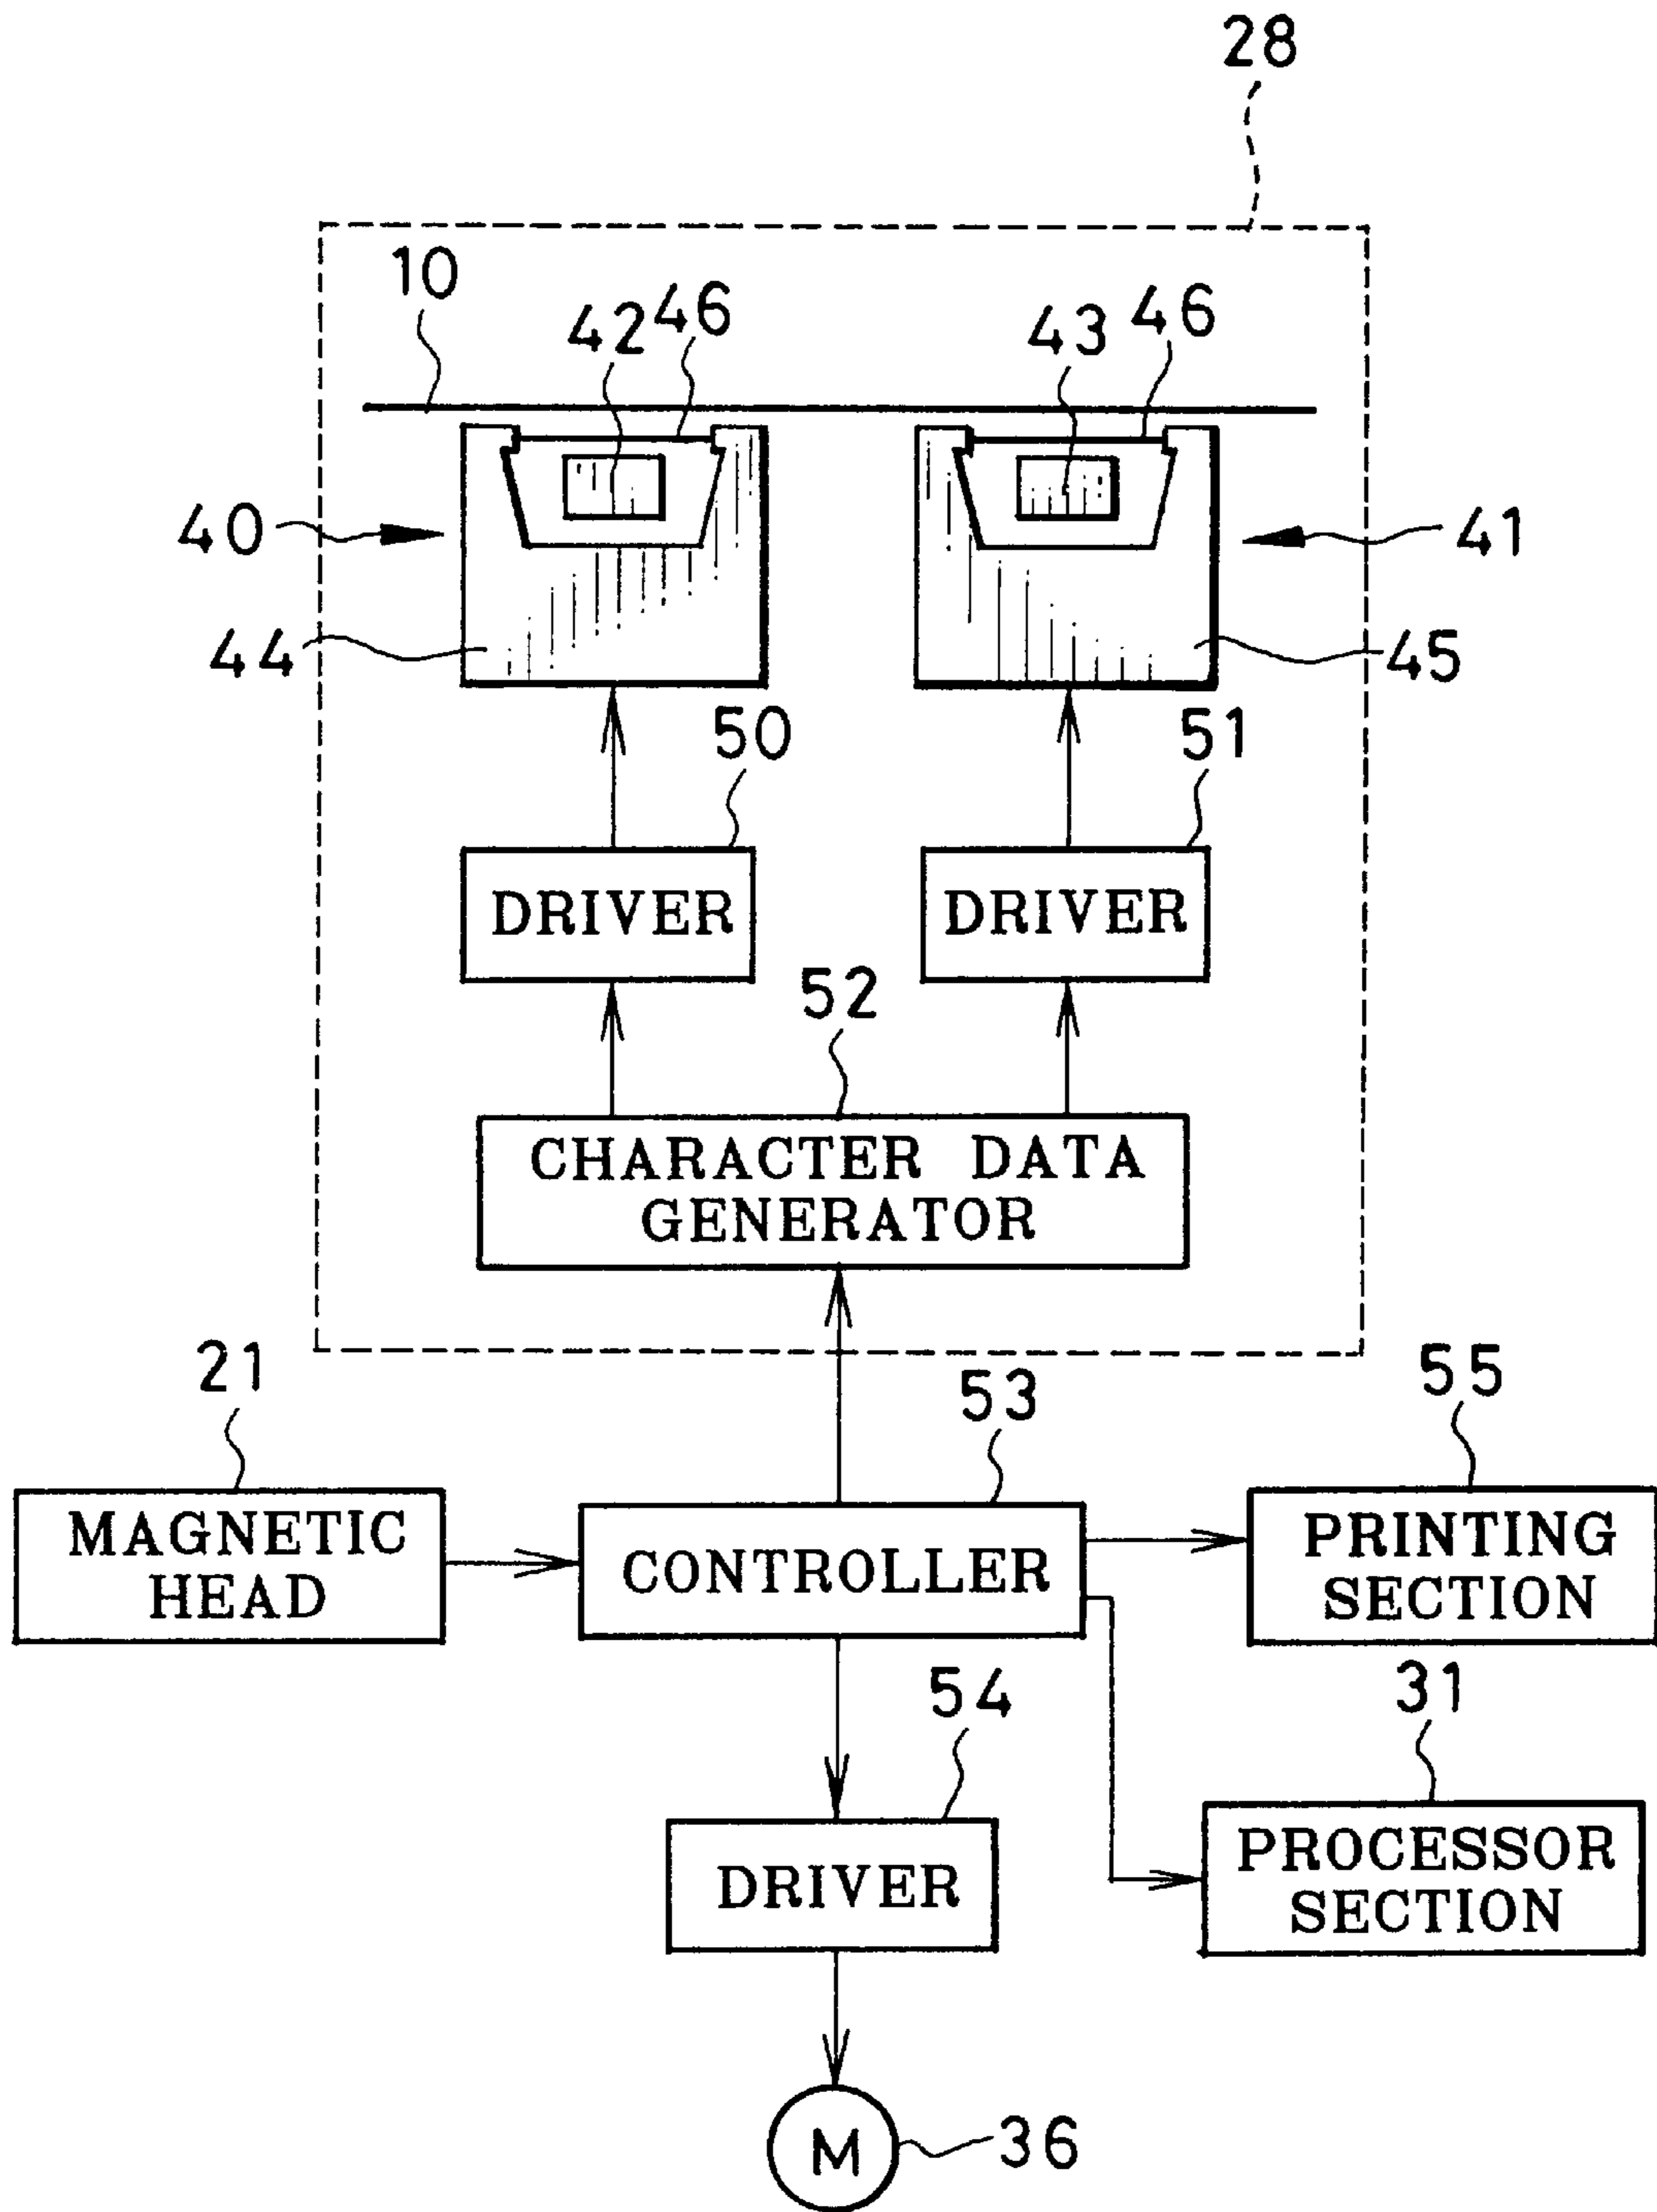 28
10
42 46
43 46
40
41
44
45
50
51
DRIVER
DRIVER
52
CHARACTER DATA
GENERATOR
21
53
55
MAGNETIC
HEAD
CONTROLLER
PRINTING
SECTION
54
31
DRIVER
PROCESSOR
SECTION
M
36